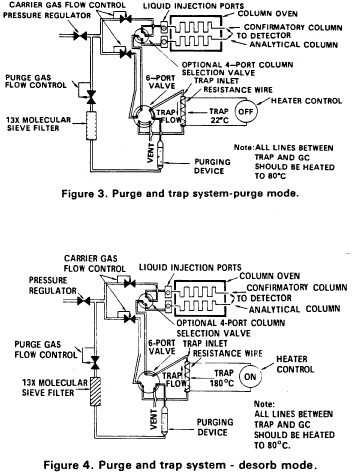 CARRIER GAS FLOW CONTROL
PRESSURE REGULATOR
LIQUID INJECTION PORTS
COLUMN OVEN
CONFIRMATORY COLUMN
TO DETECTOR
ANALYTICAL COLUMN
OPTIONAL 4-PORT COLUMN
SELECTION VALVE
PURGE GAS
FLOW CONTROL
6-PORT
VALVE
TRAP INLET
RESISTANCE WIRE
HEATER CONTROL
13X MOLECULAR
SIEVE FILTER
TRAP
FLOW
TRAP
22°C
OFF
VENT
PURGING
DEVICE
Note: ALL LINES BETWEEN
TRAP AND GC
SHOULD BE HEATED
TO 80°C
Figure 3. Purge and trap system-purge mode.
CARRIER GAS
FLOW CONTROL
LIQUID INJECTION PORTS
PRESSURE
REGULATOR
COLUMN OVEN
CONFIRMATORY COLUMN
TO DETECTOR
ANALYTICAL COLUMN
OPTIONAL 4-PORT COLUMN
SELECTION VALVE
PURGE GAS
FLOW CONTROL
6-PORT
VALVE
TRAP INLET
RESISTANCE WIRE
HEATER
CONTROL
13X MOLECULAR
SIEVE FILTER
TRAP
FLOW
TRAP
180°C
ON
VENT
PURGING
DEVICE
Note:
ALL LINES BETWEEN
TRAP AND GC
SHOULD BE HEATED
TO 80°C.
Figure 4. Purge and trap system - desorb mode.